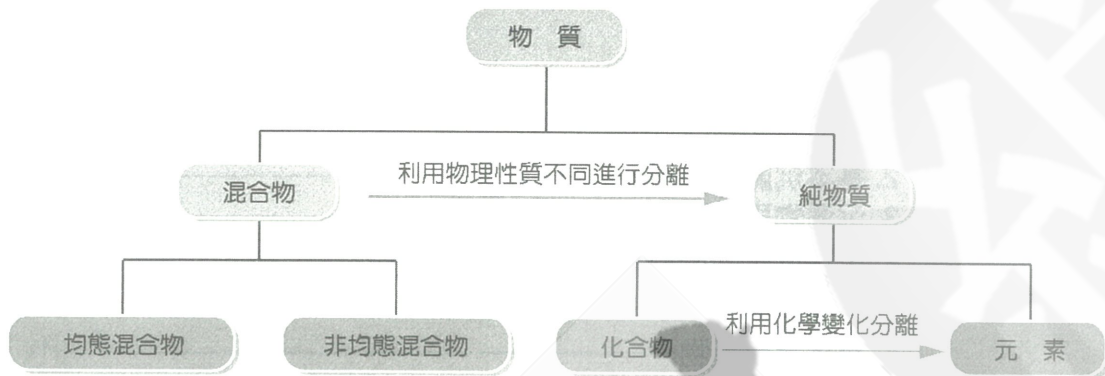 物 質
利用物理性質不同進行分離
混合物
純物質
利用化學變化分離
均態混合物
非均態混合物
化合物
元 素